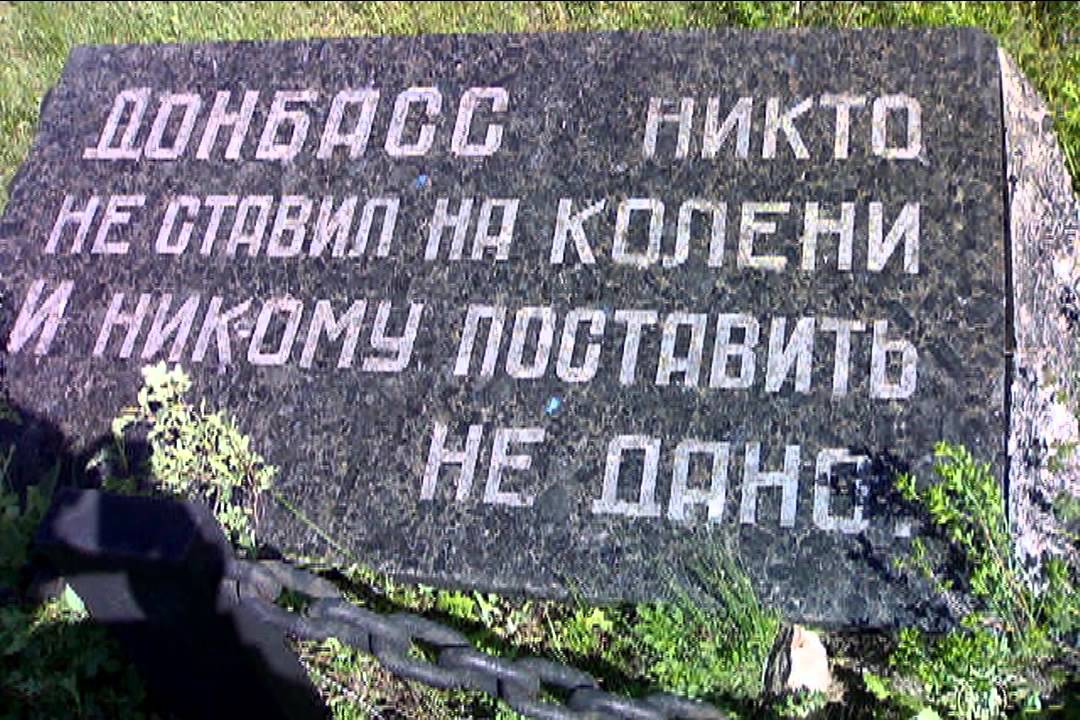 ДОНБАСС НИКТО
НЕ СТАВИЛ НА КОЛЕНИ
И НИКОМУ ПОСТАВИТЬ
НЕ ДАНО.